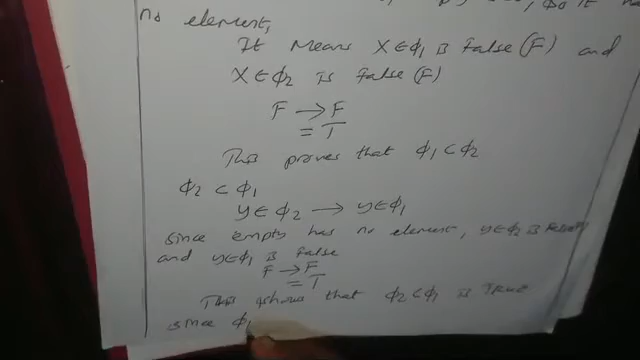 no element,
It Means x ∈ ϕ1 is False (F) and
x ∈ ϕ2 is False (F)
F → F
= T
This proves that ϕ1 ⊂ ϕ2
ϕ2 ⊂ ϕ1
y ∈ ϕ2 → y ∈ ϕ1
Since empty has no element, y ∈ ϕ2 is False
and y ∈ ϕ1 is False
F → F
= T
This shows that ϕ2 ⊂ ϕ1 is True
Since ϕ1